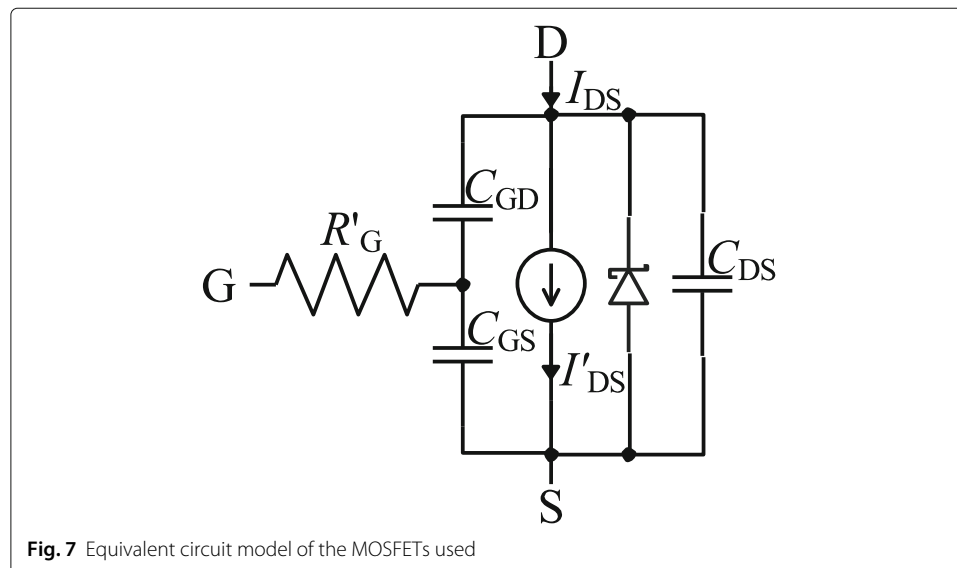 D
I_DS
C_GD
R'_G
G
C_DS
C_GS
I'_DS
S
Fig. 7 Equivalent circuit model of the MOSFETs used